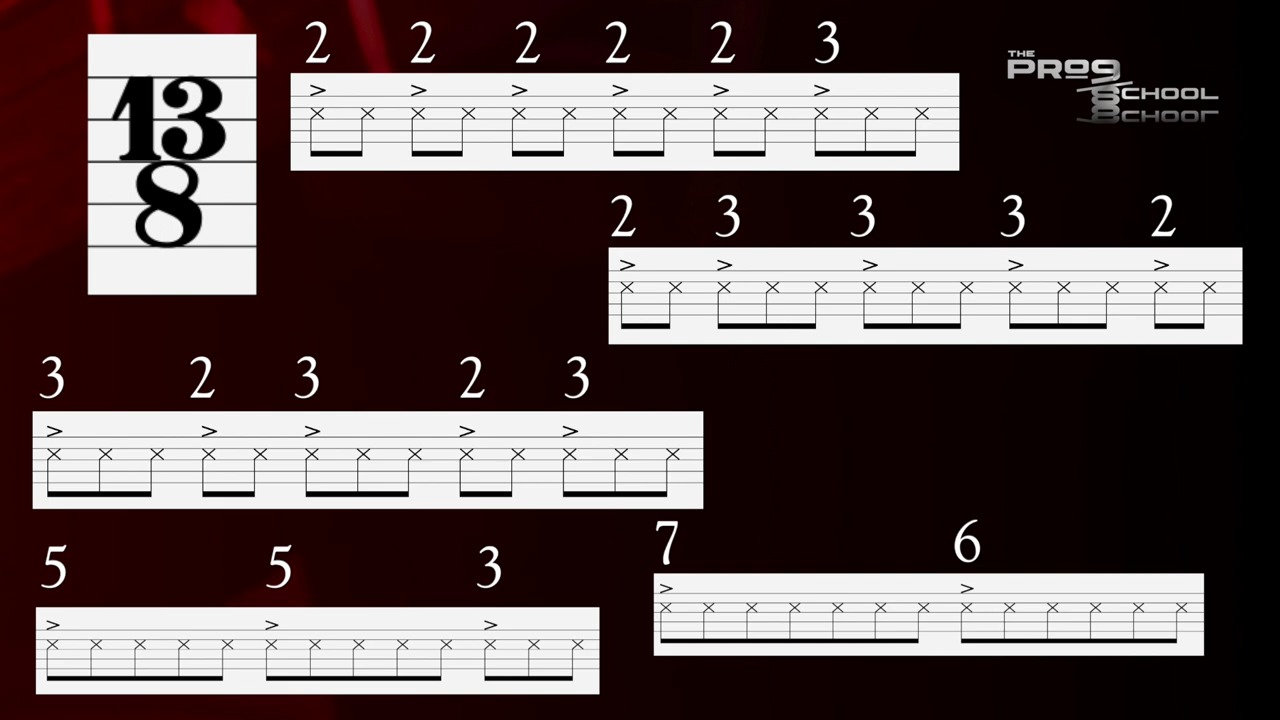 13
8
2 2 2 2 2 3
THE
PROG
SCHOOL
2 3 3 3 2
3 2 3 2 3
5 5 3
7 6